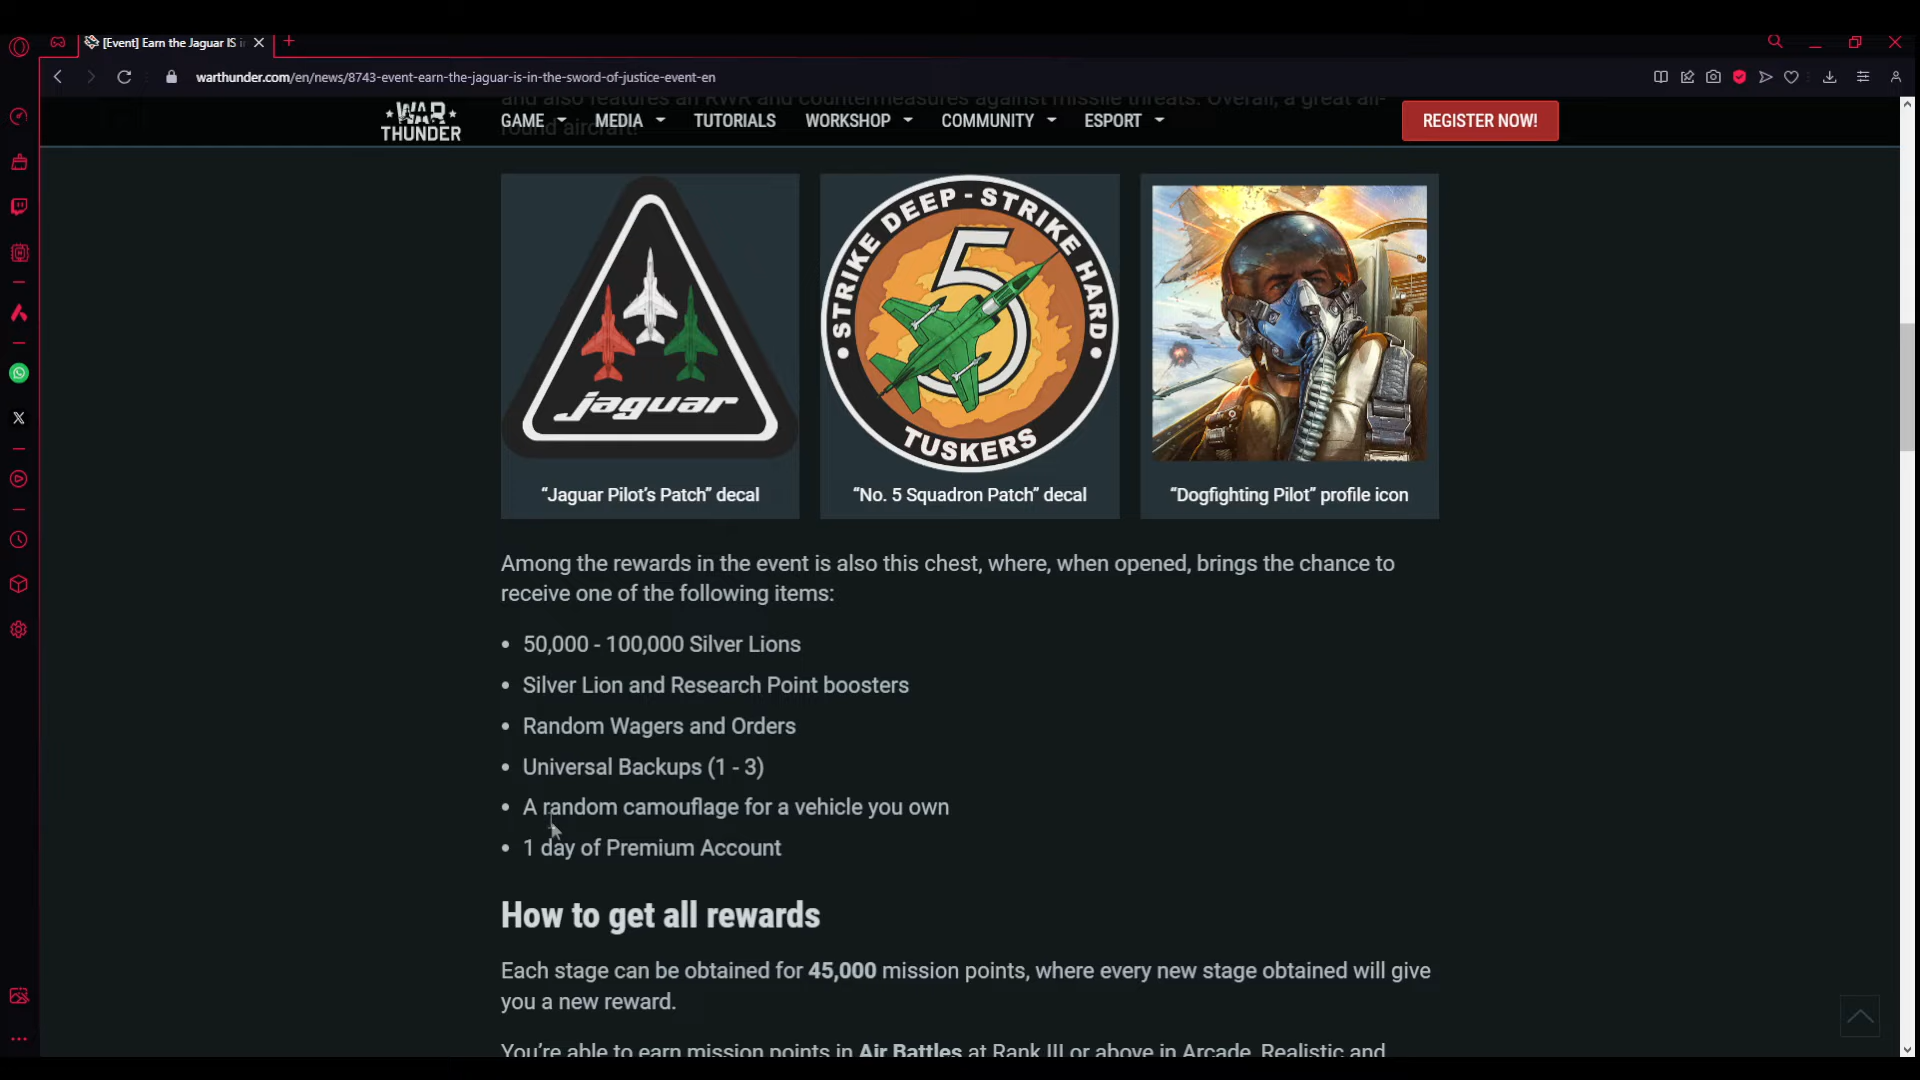 [Event] Earn the Jaguar IS i
warthunder.com/en/news/8743-event-earn-the-jaguar-is-in-the-sword-of-justice-event-en
and also features an RWR and countermeasures against missile threats. Overall, a great all-
round aircraft!
WAR THUNDER
GAME MEDIA TUTORIALS WORKSHOP COMMUNITY ESPORT
REGISTER NOW!
jaguar
STRIKE DEEP - STRIKE HARD
5
TUSKERS
“Jaguar Pilot’s Patch” decal
“No. 5 Squadron Patch” decal
“Dogfighting Pilot” profile icon
Among the rewards in the event is also this chest, where, when opened, brings the chance to
receive one of the following items:
• 50,000 - 100,000 Silver Lions
• Silver Lion and Research Point boosters
• Random Wagers and Orders
• Universal Backups (1 - 3)
• A random camouflage for a vehicle you own
• 1 day of Premium Account
How to get all rewards
Each stage can be obtained for 45,000 mission points, where every new stage obtained will give
you a new reward.
You’re able to earn mission points in Air Battles at Rank III or above in Arcade, Realistic and